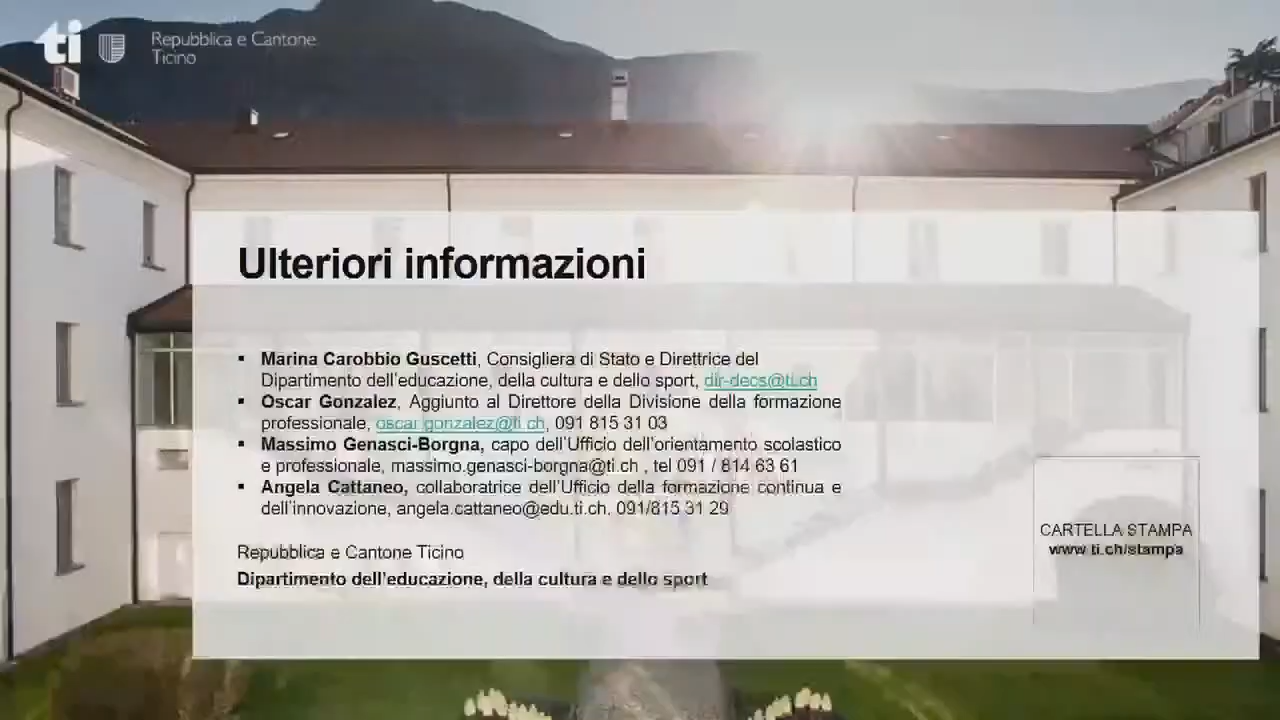 ti
Repubblica e Cantone
Ticino
Ulteriori informazioni
▪ Marina Carobbio Guscetti, Consigliera di Stato e Direttrice del
Dipartimento dell'educazione, della cultura e dello sport, dir-decs@ti.ch
▪ Oscar Gonzalez, Aggiunto al Direttore della Divisione della formazione
professionale, oscar.gonzalez@ti.ch, 091 815 31 03
▪ Massimo Genasci-Borgna, capo dell'Ufficio dell'orientamento scolastico
e professionale, massimo.genasci-borgna@ti.ch , tel 091 / 814 63 61
▪ Angela Cattaneo, collaboratrice dell'Ufficio della formazione continua e
dell'innovazione, angela.cattaneo@edu.ti.ch, 091/815 31 29
Repubblica e Cantone Ticino
Dipartimento dell'educazione, della cultura e dello sport
CARTELLA STAMPA
www.ti.ch/stampa